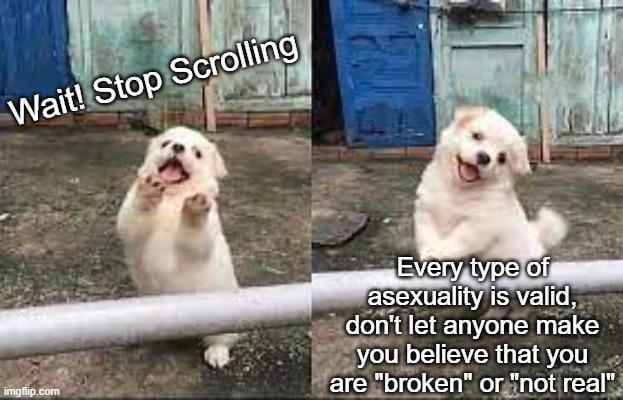 Wait! Stop Scrolling
Every type of
asexuality is valid,
don't let anyone make
you believe that you
are "broken" or "not real"
imgflip.com